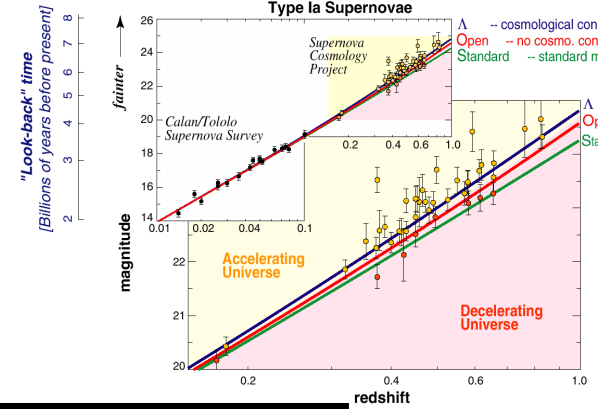 Type Ia Supernovae
Λ -- cosmological con
Open -- no cosmo. con
Standard -- standard m
"Look-back" time
[Billions of years before present]
8
7
6
5
4
3
2
fainter
magnitude
26
24
22
20
18
16
14
Supernova
Cosmology
Project
Calan/Tololo
Supernova Survey
0.2
0.4
0.6
1.0
0.01
0.02
0.04
0.1
Λ
Op
Sta
22
21
20
Accelerating
Universe
Decelerating
Universe
0.2
0.4
0.6
1.0
redshift